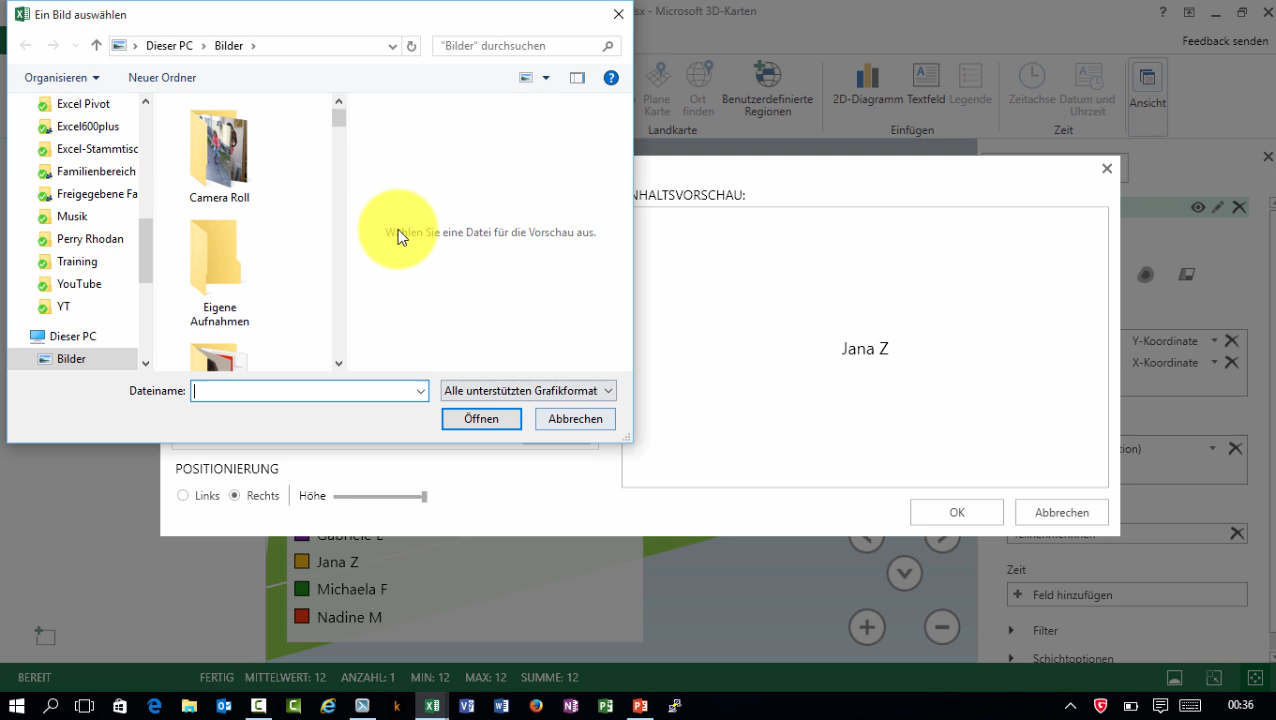 Ein Bild auswählen
sx - Microsoft 3D-Karten
Feedback senden
Dieser PC > Bilder >
"Bilder" durchsuchen
Organisieren
Neuer Ordner
Plane Karte
Ort finden
Benutzerdefinierte Regionen
2D-Diagramm
Textfeld
Legende
Zeitachse
Datum und Uhrzeit
Ansicht
Landkarte
Einfügen
Zeit
Excel Pivot
Excel600plus
Excel-Stammtisc
Familienbereich
Freigegebene Fa
Musik
Perry Rhodan
Training
YouTube
YT
Dieser PC
Bilder
Camera Roll
Eigene
Aufnahmen
Wählen Sie eine Datei für die Vorschau aus.
Dateiname:
Alle unterstützten Grafikformat
Öffnen
Abbrechen
NHALTSVORSCHAU:
Jana Z
POSITIONIERUNG
Links
Rechts
Höhe
OK
Abbrechen
Y-Koordinate
X-Koordinate
tion)
Gabriele L
Jana Z
Michaela F
Nadine M
Zeit
Feld hinzufügen
Filter
Schichtoptionen
BEREIT
FERTIG
MITTELWERT: 12
ANZAHL: 1
MIN: 12
MAX: 12
SUMME: 12
00:36